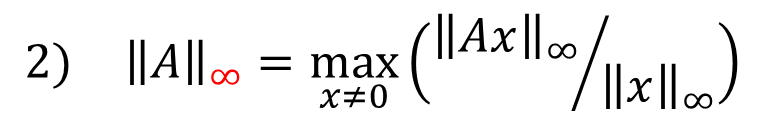 2) ‖A‖∞ = max x≠0 (‖Ax‖∞/‖x‖∞)